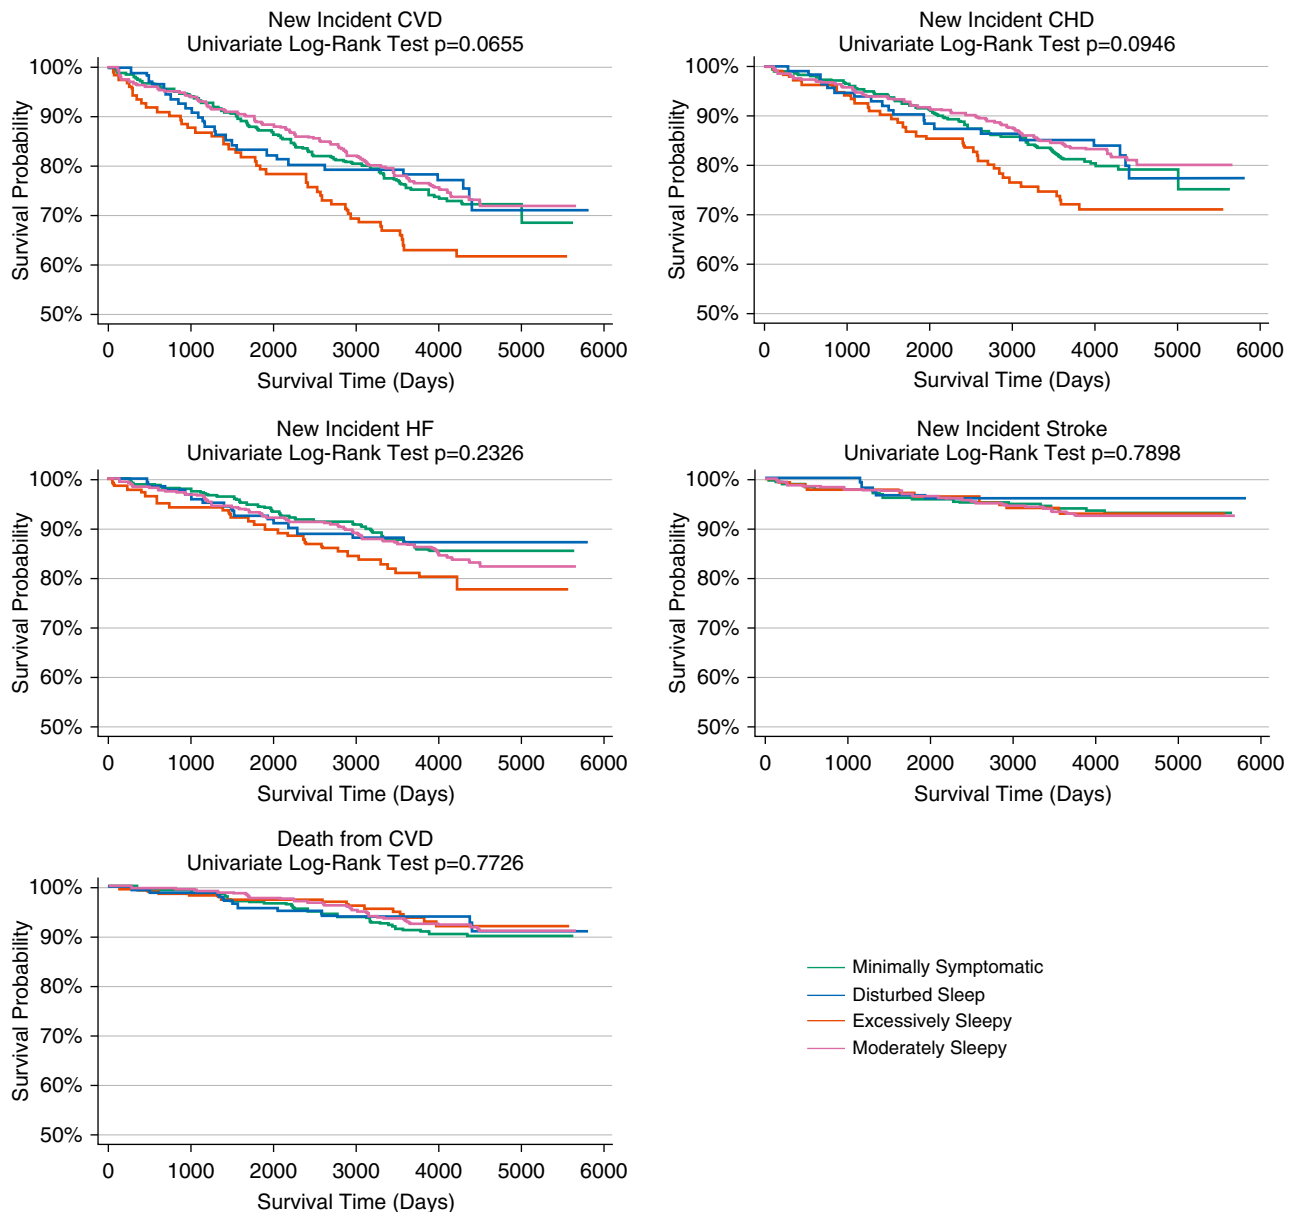 New Incident CVD
Univariate Log-Rank Test p=0.0655
Survival Probability
100%
90%
80%
70%
60%
50%
0 1000 2000 3000 4000 5000 6000
Survival Time (Days)
New Incident CHD
Univariate Log-Rank Test p=0.0946
Survival Probability
100%
90%
80%
70%
60%
50%
0 1000 2000 3000 4000 5000 6000
Survival Time (Days)
New Incident HF
Univariate Log-Rank Test p=0.2326
Survival Probability
100%
90%
80%
70%
60%
50%
0 1000 2000 3000 4000 5000 6000
Survival Time (Days)
New Incident Stroke
Univariate Log-Rank Test p=0.7898
Survival Probability
100%
90%
80%
70%
60%
50%
0 1000 2000 3000 4000 5000 6000
Survival Time (Days)
Death from CVD
Univariate Log-Rank Test p=0.7726
Survival Probability
100%
90%
80%
70%
60%
50%
0 1000 2000 3000 4000 5000 6000
Survival Time (Days)
Minimally Symptomatic
Disturbed Sleep
Excessively Sleepy
Moderately Sleepy